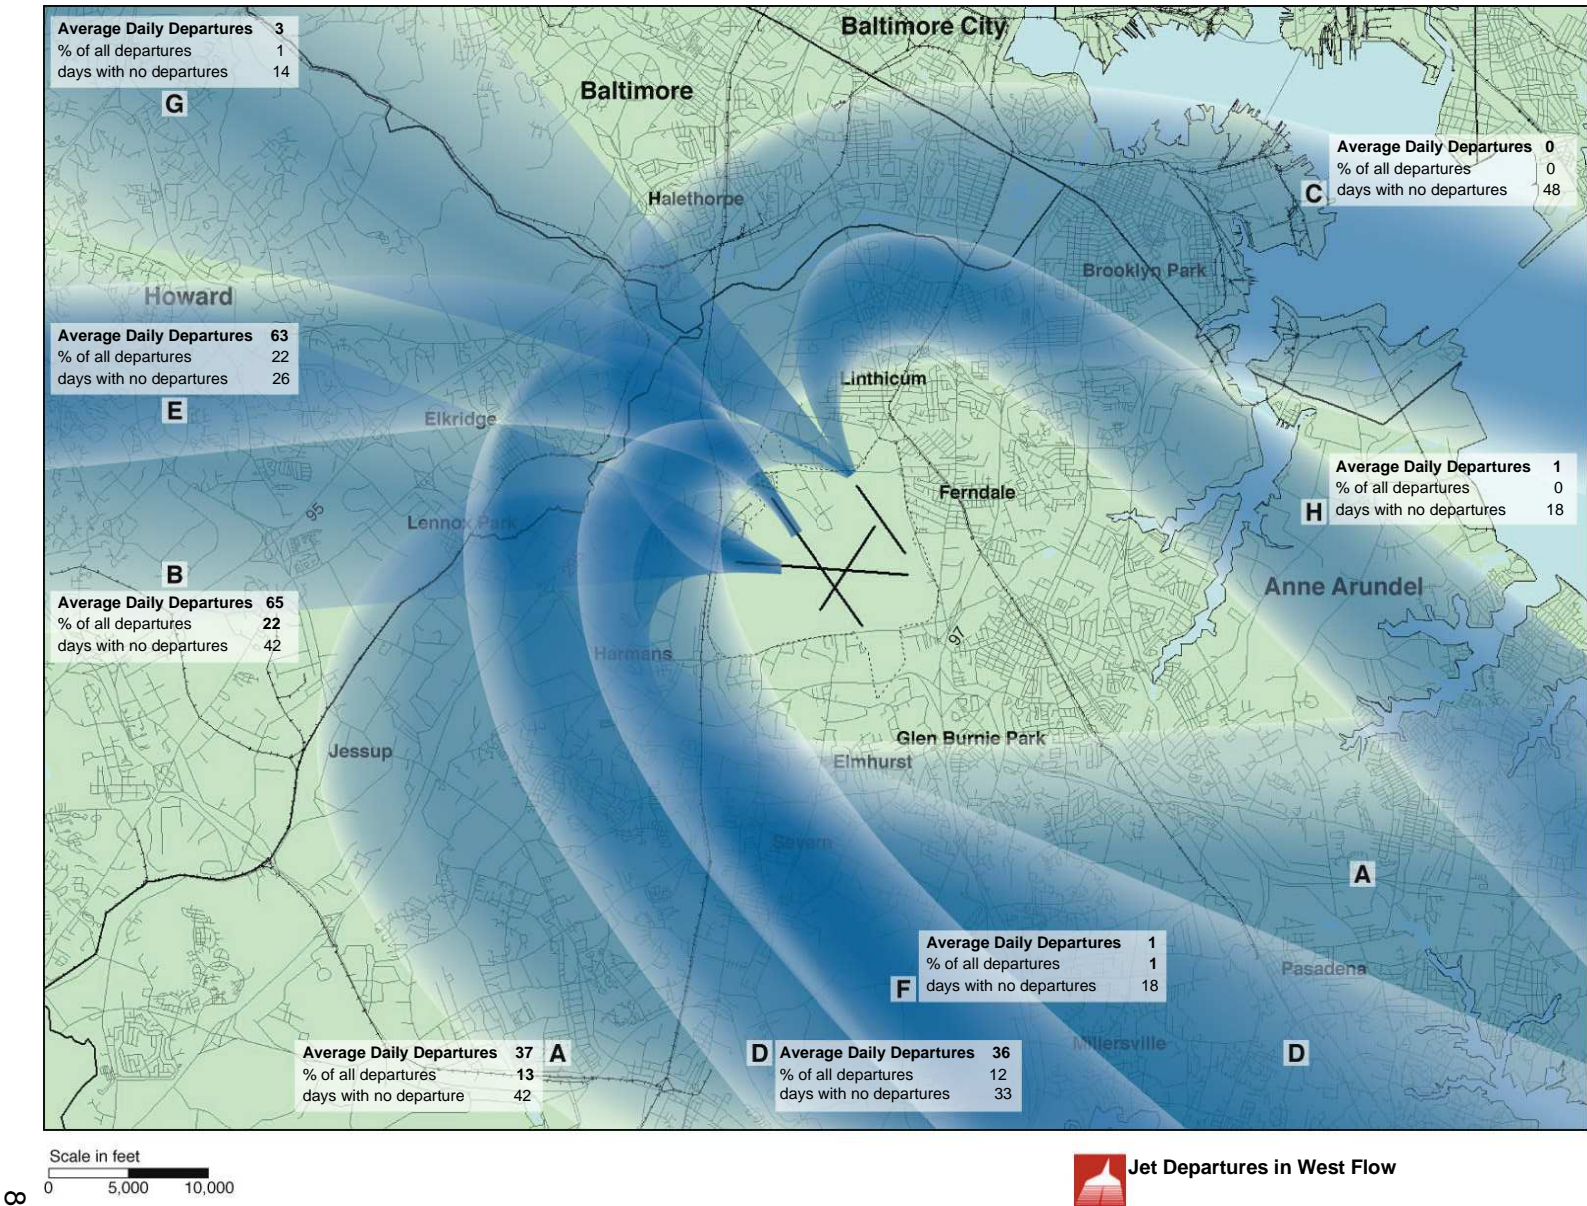 Average Daily Departures 3
% of all departures 1
days with no departures 14
G
Baltimore City
Baltimore
Halethorpe
Average Daily Departures 0
% of all departures 0
days with no departures 48
C
Brooklyn Park
Howard
Average Daily Departures 63
% of all departures 22
days with no departures 26
E
Linthicum
Elkridge
Ferndale
Average Daily Departures 1
% of all departures 0
days with no departures 18
H
95
Lennox Park
B
Average Daily Departures 65
% of all departures 22
days with no departures 42
Anne Arundel
97
Harmans
Jessup
Glen Burnie Park
Elmhurst
Severn
A
Average Daily Departures 1
% of all departures 1
days with no departures 18
F
Pasadena
Millersville
Average Daily Departures 37
% of all departures 13
days with no departure 42
A
D
Average Daily Departures 36
% of all departures 12
days with no departures 33
D
Scale in feet
0 5,000 10,000
Jet Departures in West Flow
8